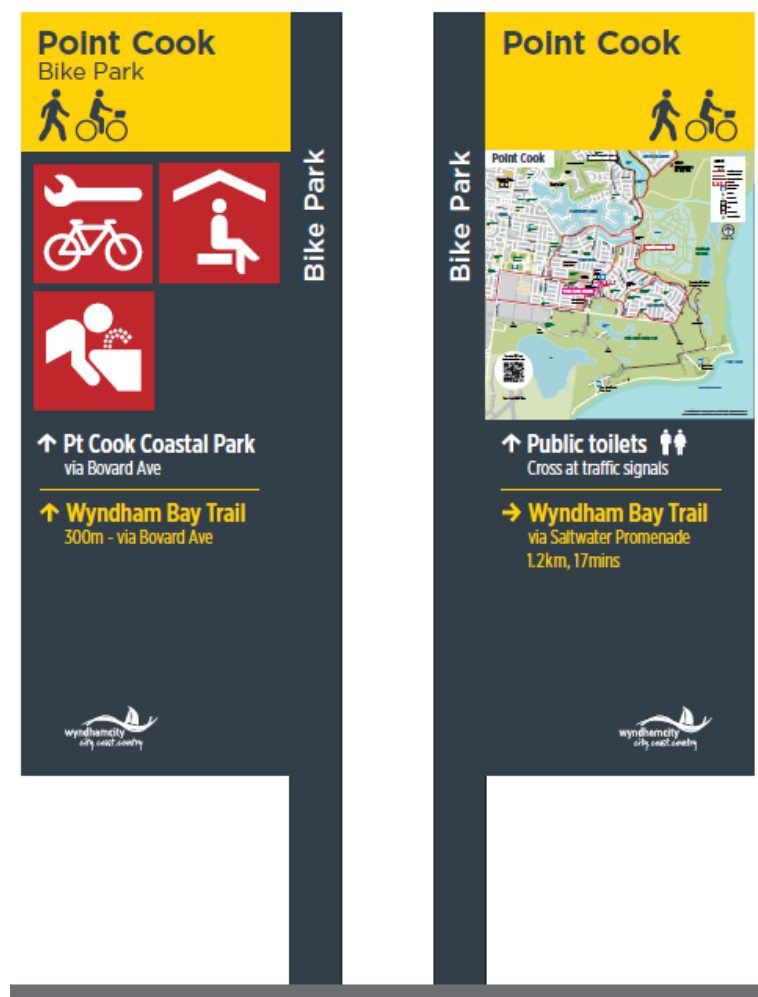 Point Cook
Bike Park
Bike Park
Pt Cook Coastal Park
via Bovard Ave
Wyndham Bay Trail
300m - via Bovard Ave
wyndhamcity
city. coast. country
Point Cook
Bike Park
Point Cook
Public toilets
Cross at traffic signals
Wyndham Bay Trail
via Saltwater Promenade
1.2km, 17mins
wyndhamcity
city. coast. country